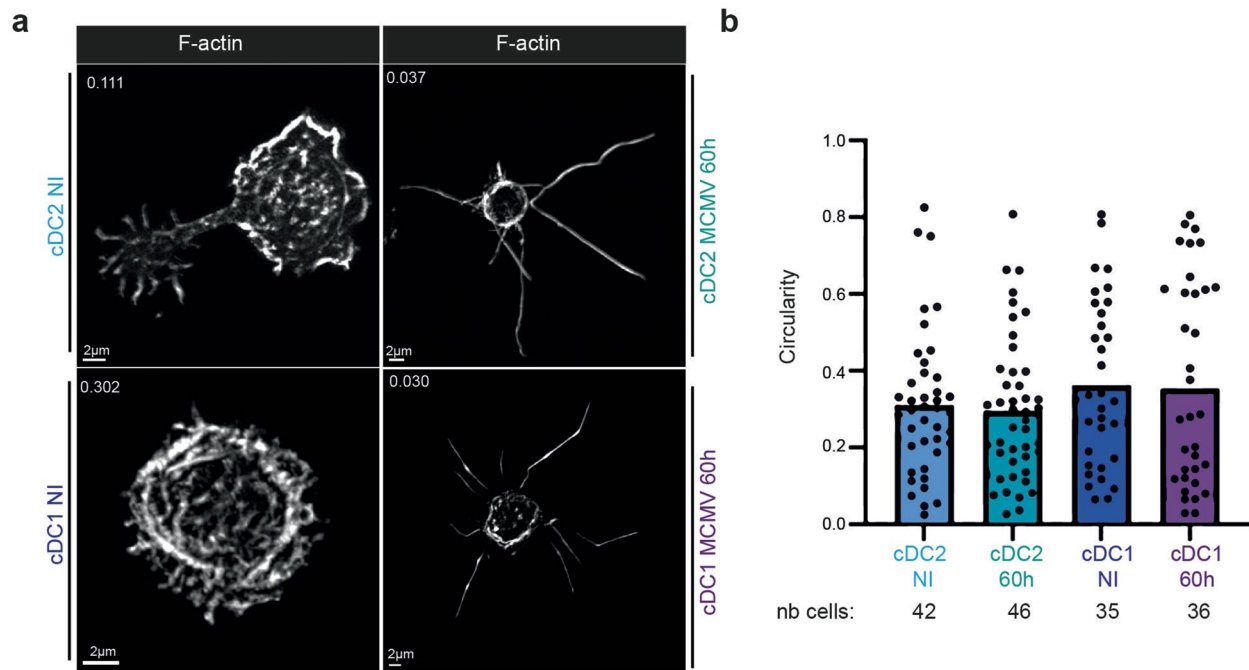 a
F-actin
F-actin
cDC2 NI
0.111
2µm
0.037
2µm
cDC2 MCMV 60h
cDC1 NI
0.302
2µm
0.030
2µm
cDC1 MCMV 60h
b
Circularity
1.0
0.8
0.6
0.4
0.2
0.0
cDC2 NI
cDC2 60h
cDC1 NI
cDC1 60h
nb cells: 42 46 35 36